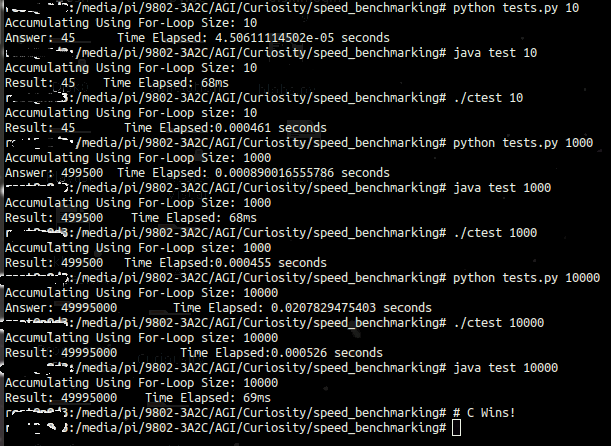 :/media/pi/9802-3A2C/AGI/Curiosity/speed_benchmarking# python tests.py 10
Accumulating Using For-Loop Size: 10
Answer: 45 Time Elapsed: 4.50611114502e-05 seconds
:/media/pi/9802-3A2C/AGI/Curiosity/speed_benchmarking# java test 10
Accumulating Using For-Loop Size: 10
Result: 45 Time Elapsed: 68ms
:/media/pi/9802-3A2C/AGI/Curiosity/speed_benchmarking# ./ctest 10
Accumulating Using For-Loop size: 10
Result: 45 Time Elapsed:0.000461 seconds
:/media/pi/9802-3A2C/AGI/Curiosity/speed_benchmarking# python tests.py 1000
Accumulating Using For-Loop Size: 1000
Answer: 499500 Time Elapsed: 0.000890016555786 seconds
:/media/pi/9802-3A2C/AGI/Curiosity/speed_benchmarking# java test 1000
Accumulating Using For-Loop Size: 1000
Result: 499500 Time Elapsed: 68ms
:/media/pi/9802-3A2C/AGI/Curiosity/speed_benchmarking# ./ctest 1000
Accumulating Using For-Loop size: 1000
Result: 499500 Time Elapsed:0.000455 seconds
:/media/pi/9802-3A2C/AGI/Curiosity/speed_benchmarking# python tests.py 10000
Accumulating Using For-Loop Size: 10000
Answer: 49995000 Time Elapsed: 0.0207829475403 seconds
:/media/pi/9802-3A2C/AGI/Curiosity/speed_benchmarking# ./ctest 10000
Accumulating Using For-Loop size: 10000
Result: 49995000 Time Elapsed:0.000526 seconds
:/media/pi/9802-3A2C/AGI/Curiosity/speed_benchmarking# java test 10000
Accumulating Using For-Loop Size: 10000
Result: 49995000 Time Elapsed: 69ms
:/media/pi/9802-3A2C/AGI/Curiosity/speed_benchmarking# # C Wins!
:/media/pi/9802-3A2C/AGI/Curiosity/speed_benchmarking#